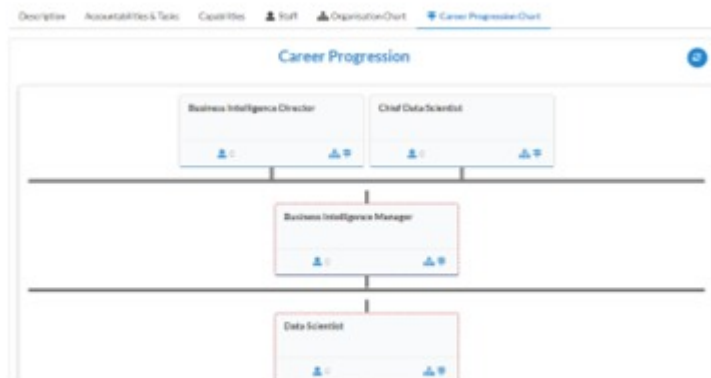 Description Accountabilities & Tasks Capabilities Staff Organisation Chart Career Progression Chart
Career Progression
Business Intelligence Director Chief Data Scientist
Business Intelligence Manager
Data Scientist